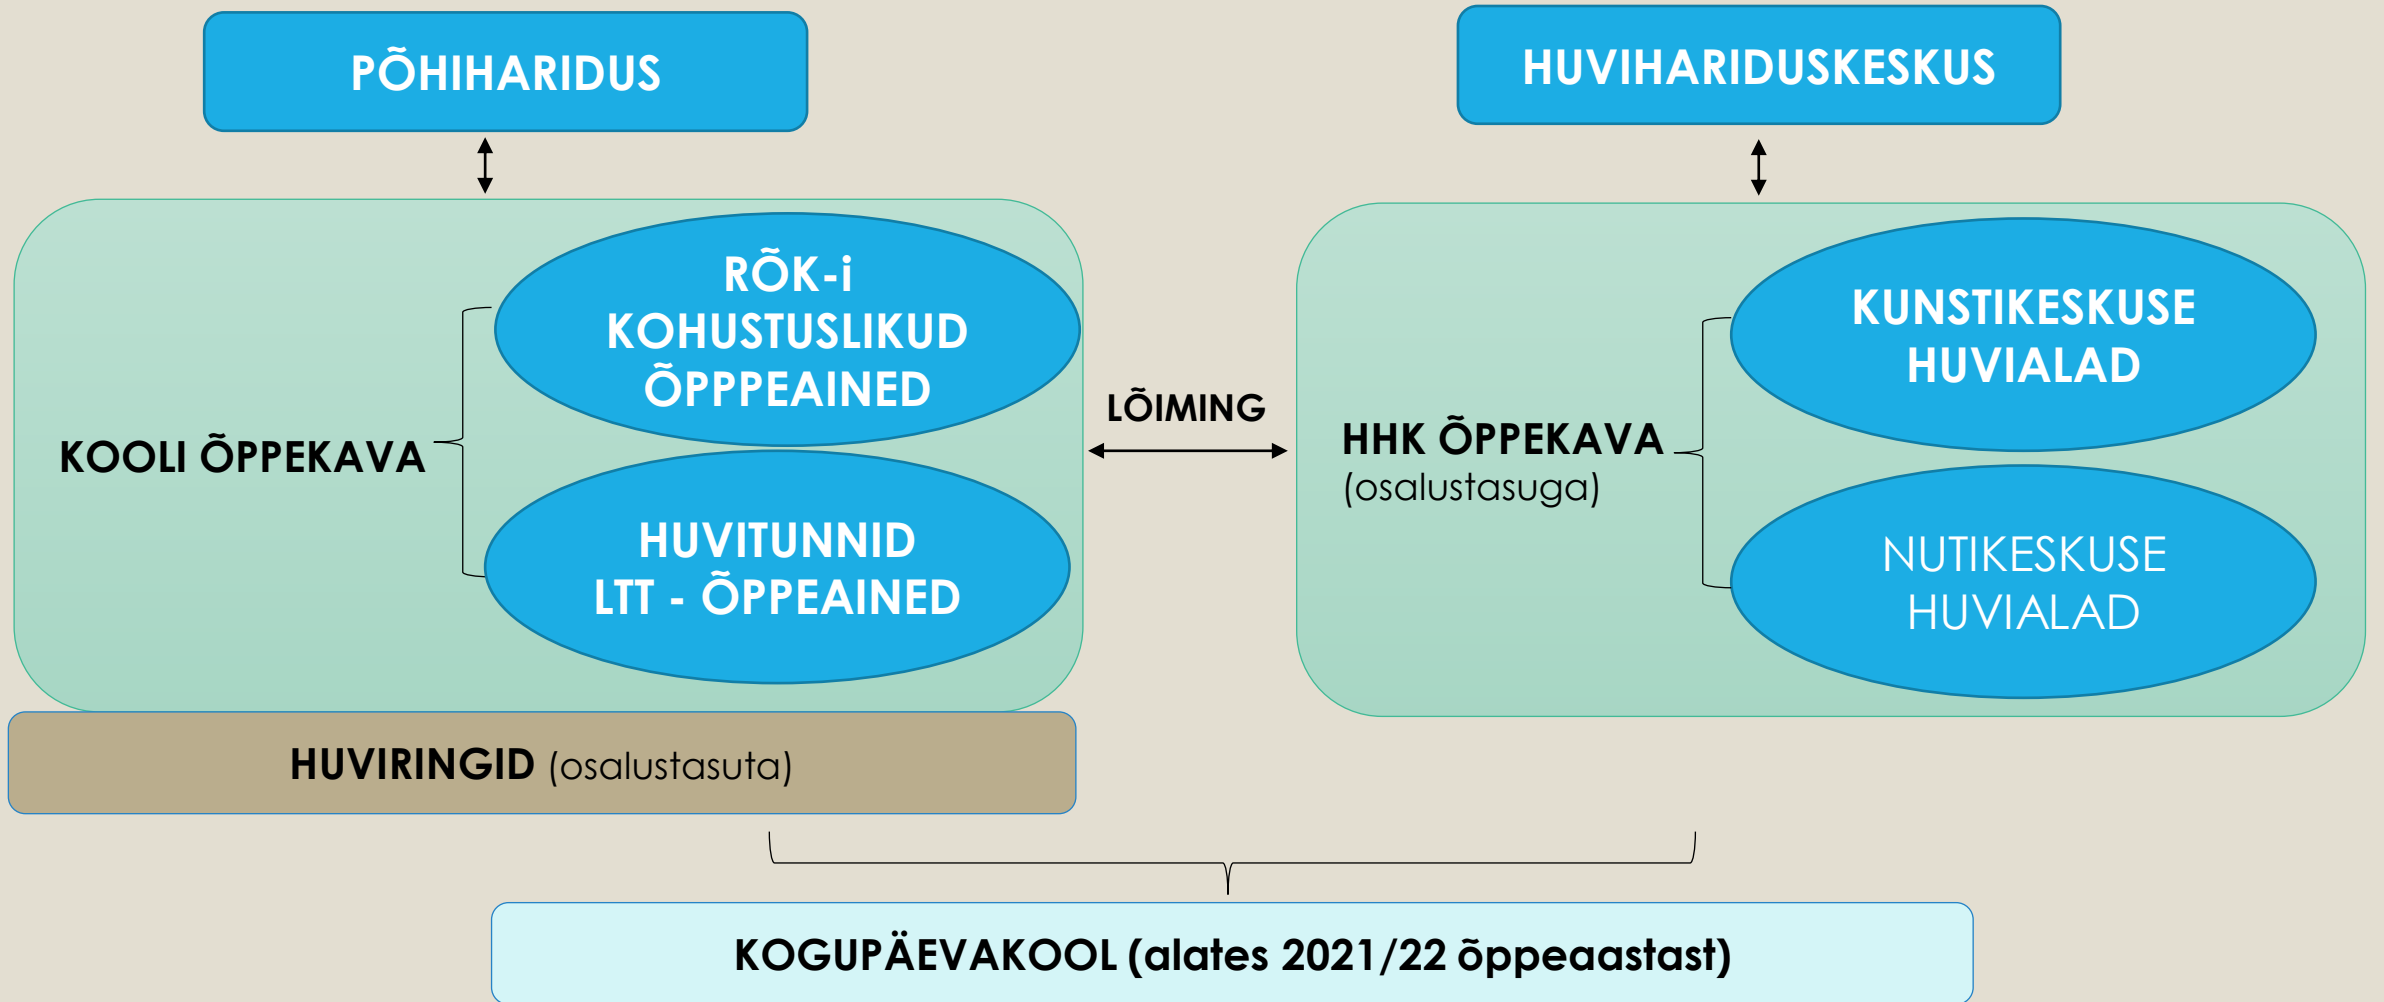 PÕHIHARIDUS
HUVIHARIDUSKESKUS
KOOLI ÕPPEKAVA
RÕK-i
KOHUSTUSLIKUD
ÕPPPEAINED
HUVITUNNID
LTT - ÕPPEAINED
LÕIMING
HHK ÕPPEKAVA
(osalustasuga)
KUNSTIKESKUSE
HUVIALAD
NUTIKESKUSE
HUVIALAD
HUVIRINGID (osalustasuta)
KOGUPÄEVAKOOL (alates 2021/22 õppeaastast)